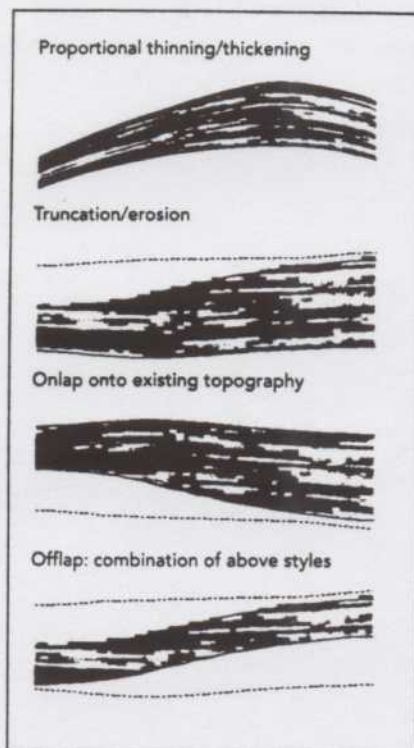 Proportional thinning/thickening
Truncation/erosion
Onlap onto existing topography
Offlap: combination of above styles